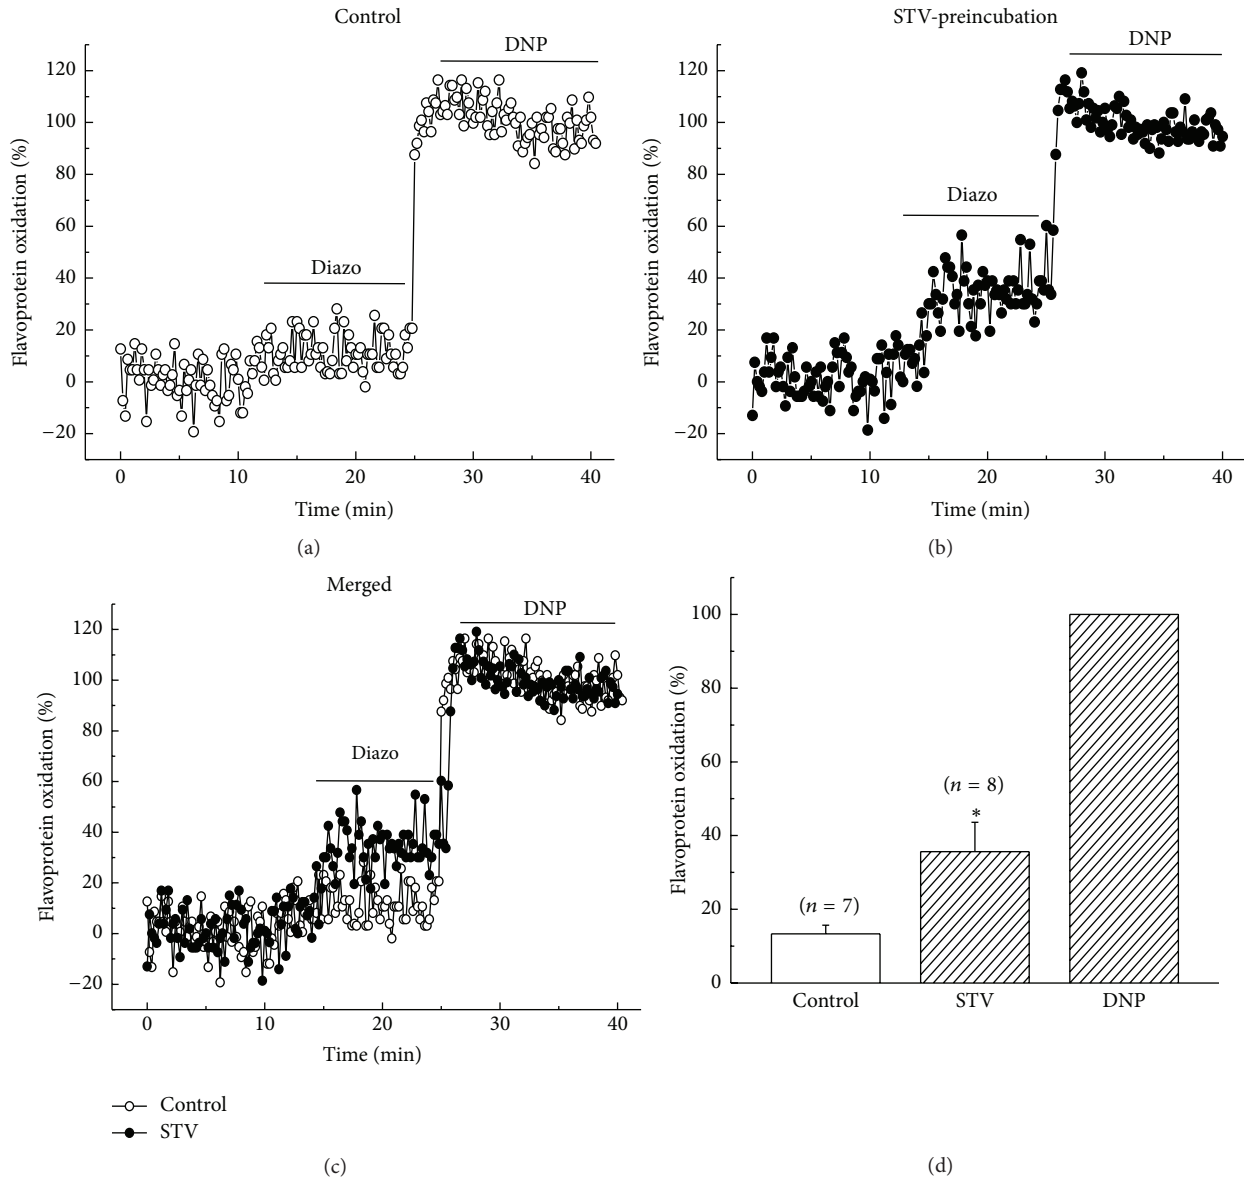 Control
DNP
Diazo
Flavoprotein oxidation (%)
120
100
80
60
40
20
0
−20
0 10 20 30 40
Time (min)
(a)
STV-preincubation
DNP
Diazo
Flavoprotein oxidation (%)
120
100
80
60
40
20
0
−20
0 10 20 30 40
Time (min)
(b)
Merged
DNP
Diazo
Flavoprotein oxidation (%)
120
100
80
60
40
20
0
−20
0 10 20 30 40
Time (min)
Control
STV
(c)
Flavoprotein oxidation (%)
100
80
60
40
20
0
(n = 7)
(n = 8)
*
Control STV DNP
(d)